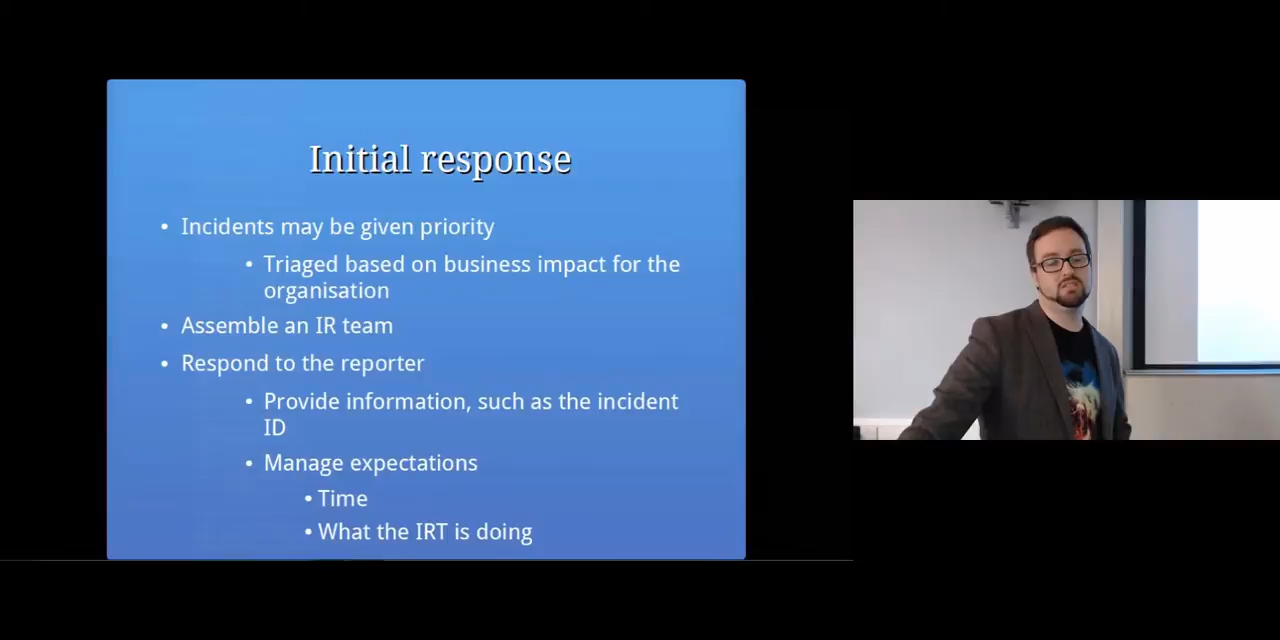 Initial response
• Incidents may be given priority
• Triaged based on business impact for the
organisation
• Assemble an IR team
• Respond to the reporter
• Provide information, such as the incident
ID
• Manage expectations
• Time
• What the IRT is doing